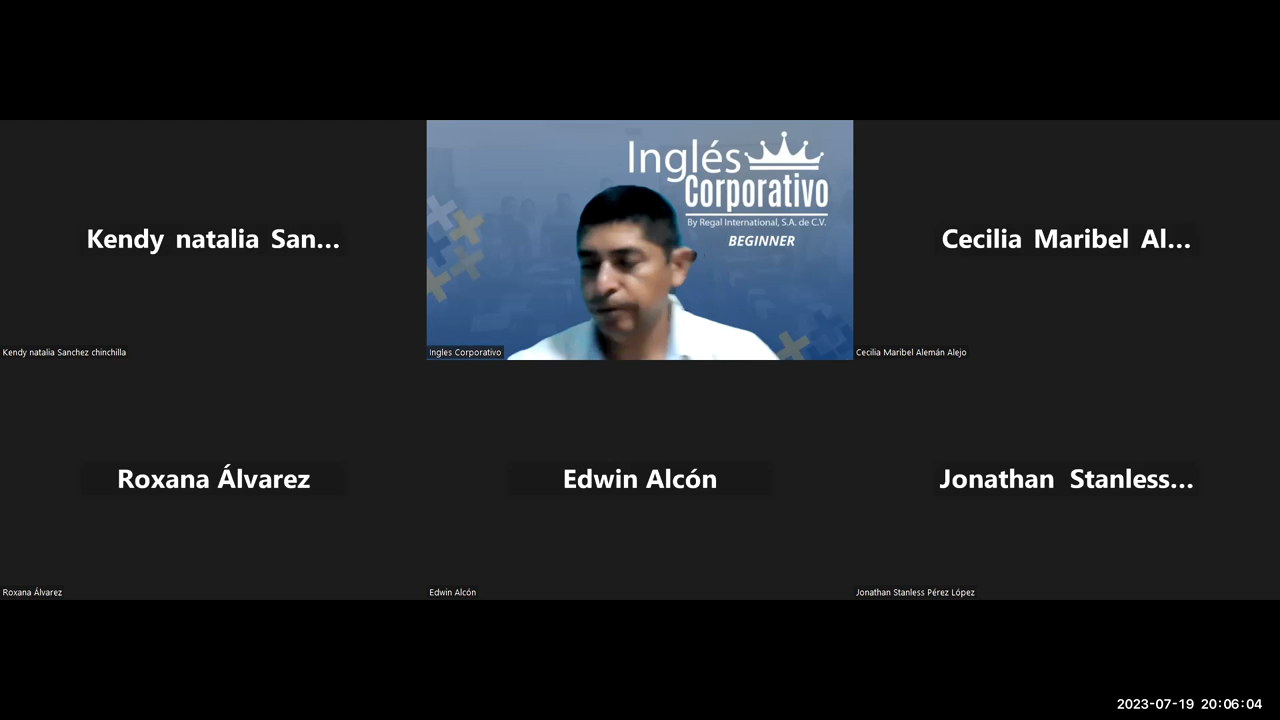 Kendy natalia San...
Kendy natalia Sanchez chinchilla
Inglés
Corporativo
By Regal International, S.A. de C.V.
BEGINNER
Ingles Corporativo
Cecilia Maribel Al...
Cecilia Maribel Alemán Alejo
Roxana Álvarez
Roxana Álvarez
Edwin Alcón
Edwin Alcón
Jonathan Stanless...
Jonathan Stanless Pérez López
2023-07-19 20:06:04